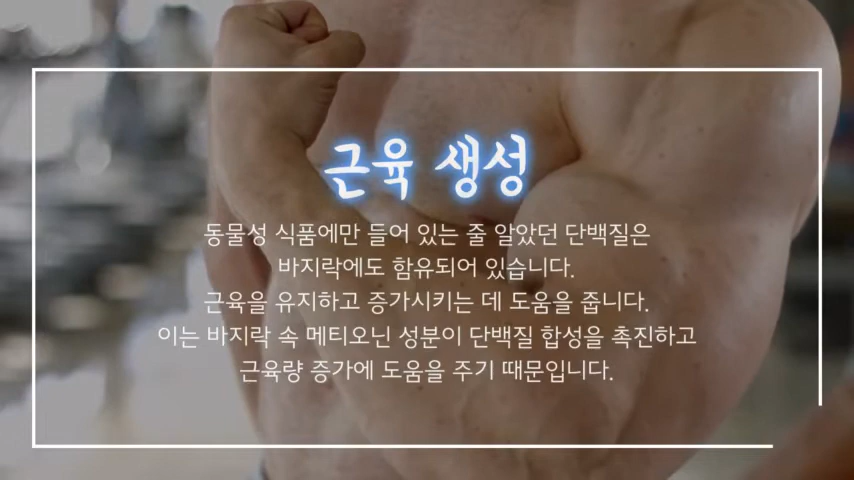 근육 생성
동물성 식품에만 들어 있는 줄 알았던 단백질은
바지락에도 함유되어 있습니다.
근육을 유지하고 증가시키는 데 도움을 줍니다.
이는 바지락 속 메티오닌 성분이 단백질 합성을 촉진하고
근육량 증가에 도움을 주기 때문입니다.